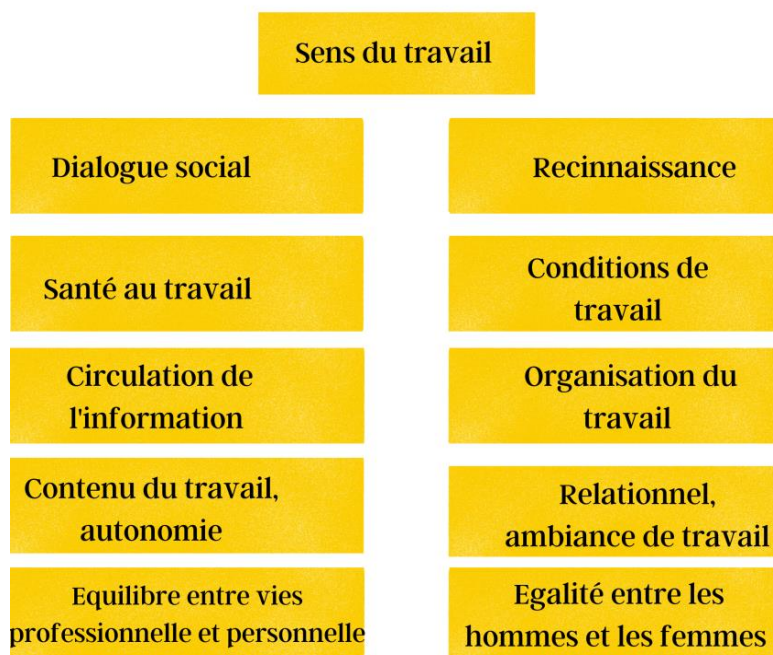 Sens du travail
Dialogue social
Recinnaissance
Santé au travail
Conditions de
travail
Circulation de
l'information
Organisation du
travail
Contenu du travail,
autonomie
Relationnel,
ambiance de travail
Equilibre entre vies
professionnelle et personnelle
Egalité entre les
hommes et les femmes